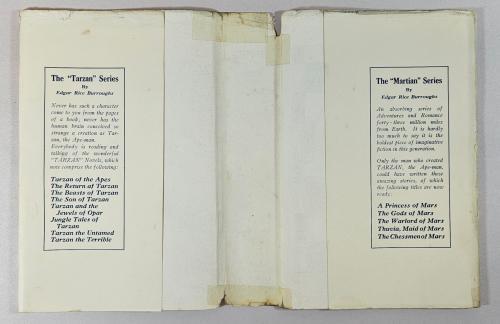 The "Tarzan" Series
By
Edgar Rice Burroughs
Never has such a character
come to you from the pages
of a book; never has the
human brain conceived so
strange a creation as Tar-
zan, the Ape-man.
Everybody is reading and
talking of the wonderful
"TARZAN" Novels, which
now comprise the following:
Tarzan of the Apes
The Return of Tarzan
The Beasts of Tarzan
The Son of Tarzan
Tarzan and the
Jewels of Opar
Jungle Tales of
Tarzan
Tarzan the Untamed
Tarzan the Terrible
The "Martian" Series
By
Edgar Rice Burroughs
An absorbing series of
Adventures and Romance
forty-three million miles
from Earth. It is hardly
too much to say it is the
boldest piece of imaginative
fiction in this generation.
Only the man who created
TARZAN, the Ape-man,
could have written these
amazing stories, of which
the following titles are now
ready:
A Princess of Mars
The Gods of Mars
The Warlord of Mars
Thuvia, Maid of Mars
The Chessmen of Mars